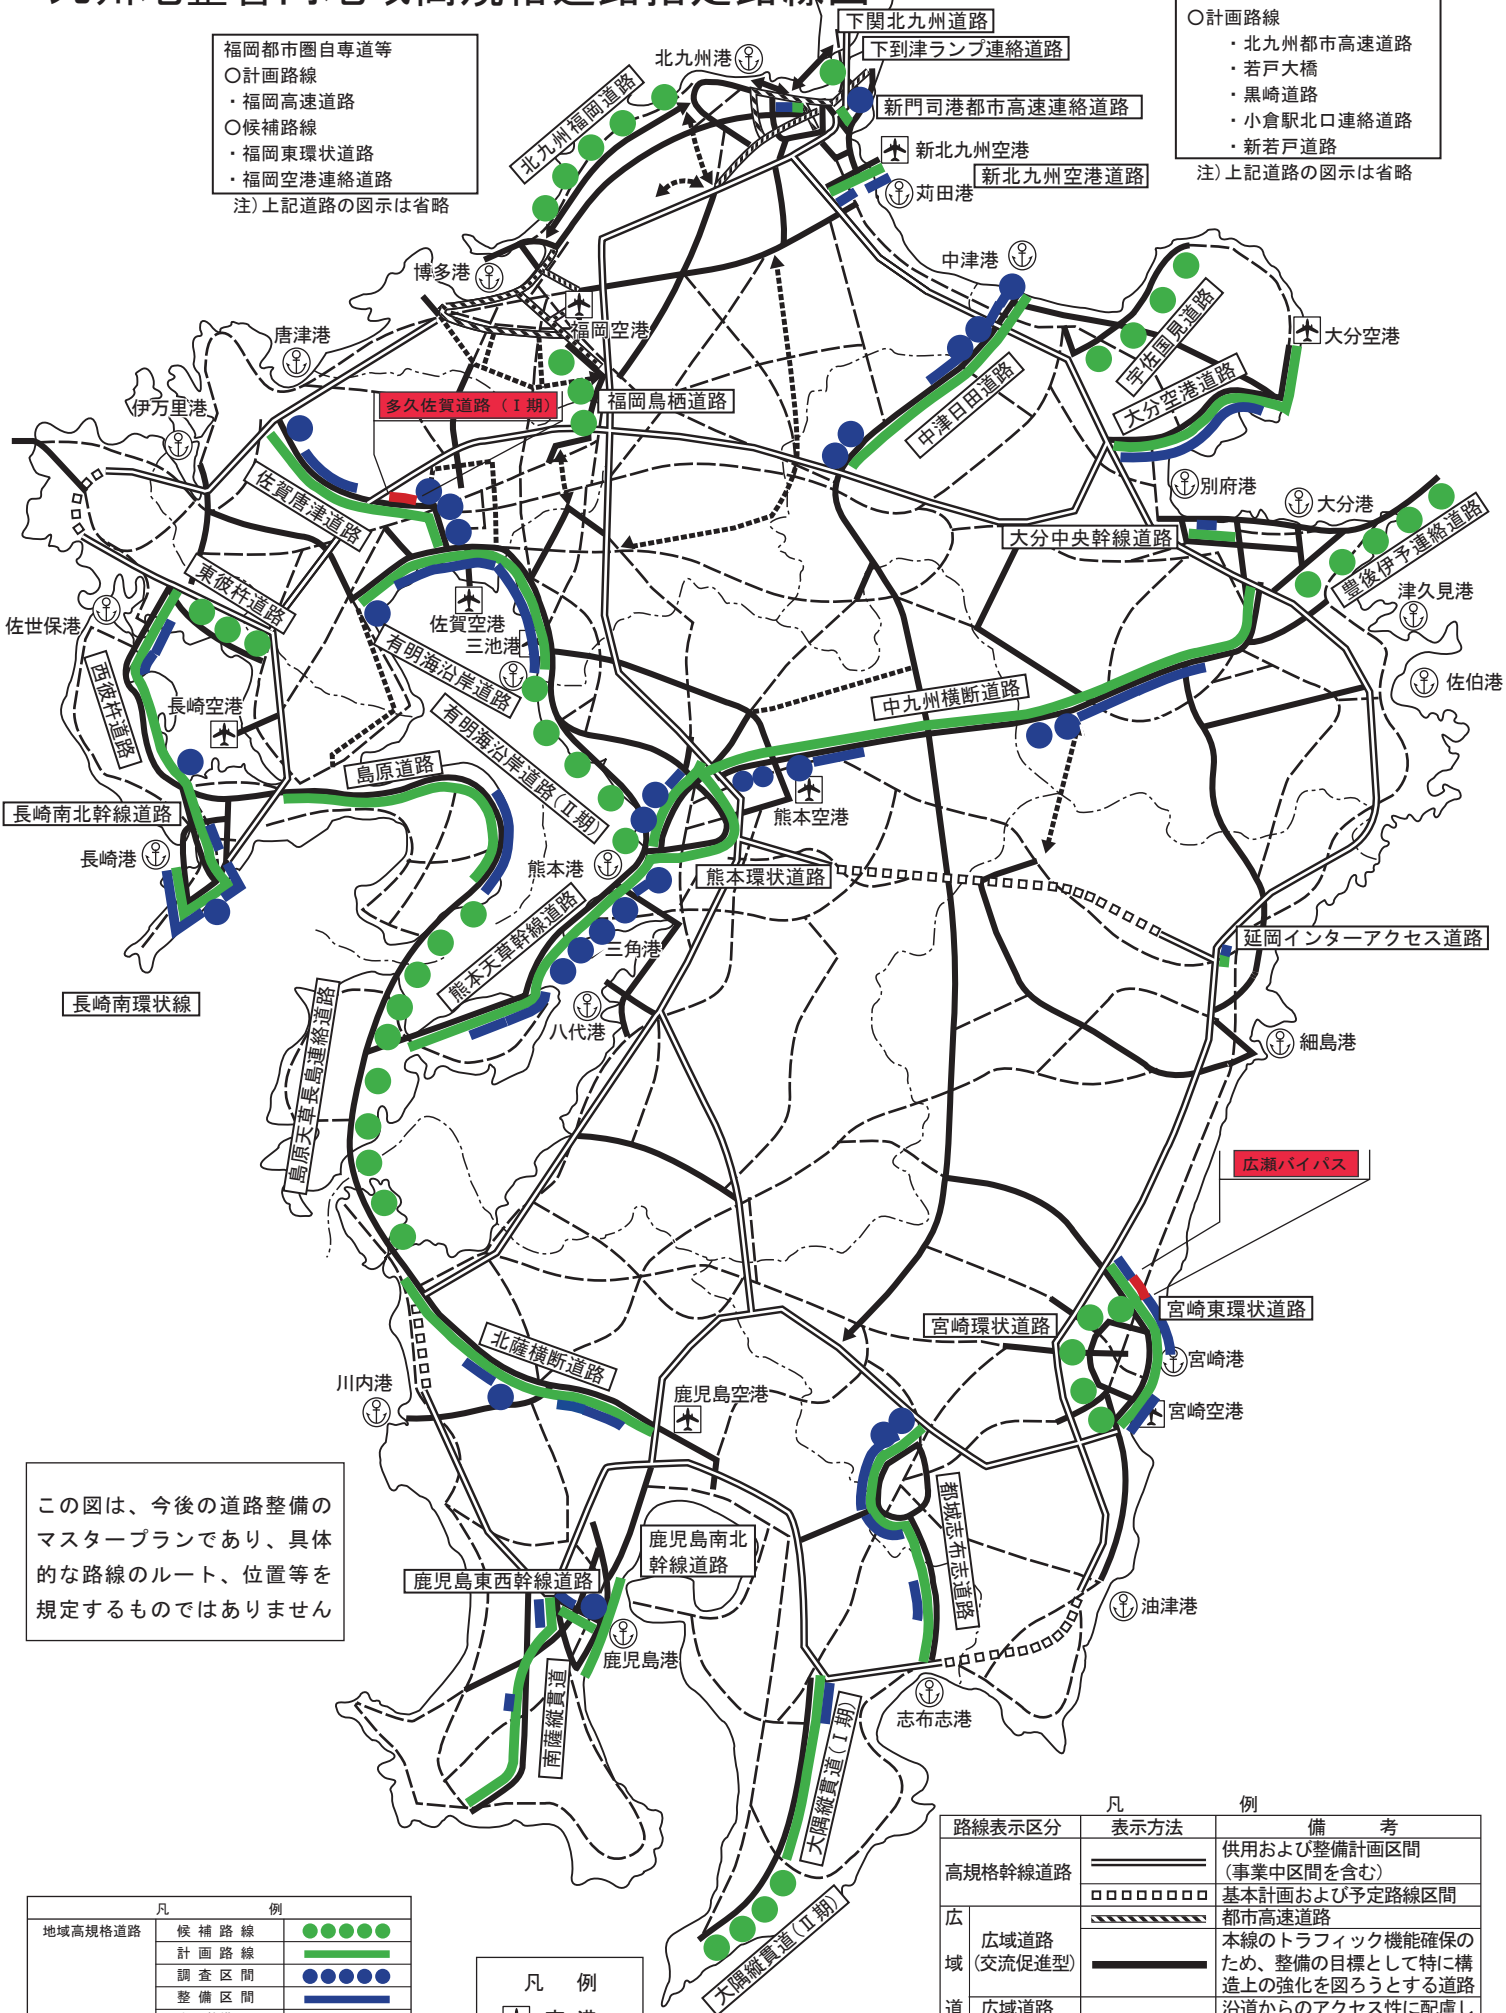 下関北九州道路
下到津ランプ連絡道路
福岡都市圏自専道等
○計画路線
・福岡高速道路
○候補路線
・福岡東環状道路
・福岡空港連絡道路
注)上記道路の図示は省略
○計画路線
・北九州都市高速道路
・若戸大橋
・黒崎道路
・小倉駅北口連絡道路
・新若戸道路
注)上記道路の図示は省略
北九州港
北九州福岡道路
新門司港都市高速連絡道路
新北九州空港
新北九州空港道路
苅田港
中津港
博多港
福岡空港
唐津港
伊万里港
多久佐賀道路(Ⅰ期)
福岡鳥栖道路
中津日田道路
宇佐国見道路
大分空港
大分空港道路
別府港
大分港
大分中央幹線道路
豊後伊予連絡道路
津久見港
佐伯港
佐賀唐津道路
東彼杵道路
佐世保港
佐賀空港
三池港
有明海沿岸道路
有明海沿岸道路(Ⅱ期)
西彼杵道路
長崎空港
島原道路
中九州横断道路
長崎南北幹線道路
長崎港
熊本空港
熊本港
熊本環状道路
熊本天草幹線道路
三角港
八代港
延岡インターアクセス道路
長崎南環状線
細島港
島原天草長島連絡道路
広瀬バイパス
宮崎東環状道路
宮崎環状道路
宮崎港
宮崎空港
北薩横断道路
川内港
鹿児島空港
この図は、今後の道路整備の
マスタープランであり、具体
的な路線のルート、位置等を
規定するものではありません
鹿児島南北
幹線道路
鹿児島東西幹線道路
鹿児島港
都城志布志道路
油津港
志布志港
南薩縦貫道
大隅縦貫道(Ⅰ期)
大隅縦貫道(Ⅱ期)
凡 例
地域高規格道路
候補路線
計画路線
調査区間
整備区間
凡 例
凡 例
路線表示区分 表示方法 備 考
高規格幹線道路
供用および整備計画区間
(事業中区間を含む)
基本計画および予定路線区間
広
域
道
都市高速道路
広域道路
(交流促進型)
本線のトラフィック機能確保の
ため、整備の目標として特に構
造上の強化を図ろうとする道路
広域道路
沿道からのアクセス性に配慮し